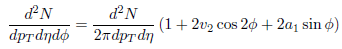 d²N / dp_T dη dφ = d²N / 2π dp_T dη (1 + 2v₂ cos 2φ + 2a₁ sin φ)